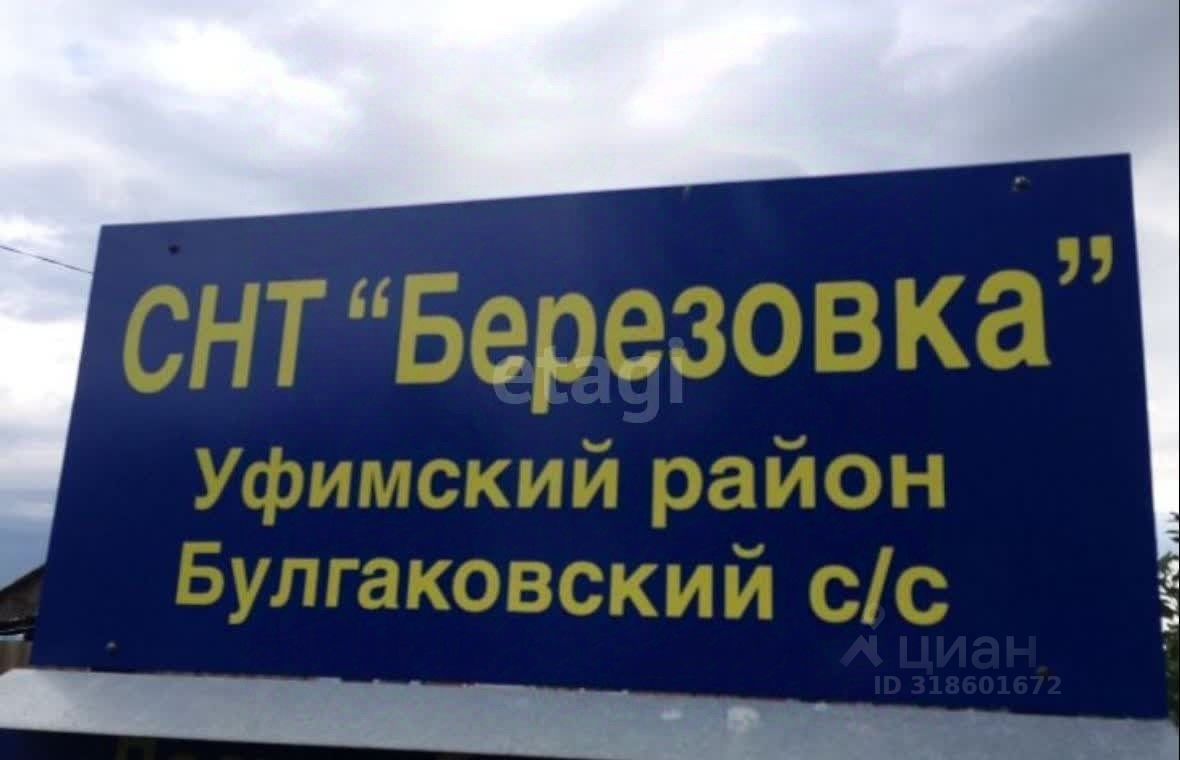 СНТ “Березовка”
etagi
Уфимский район
Булгаковский с/с
циан
ID 318601672